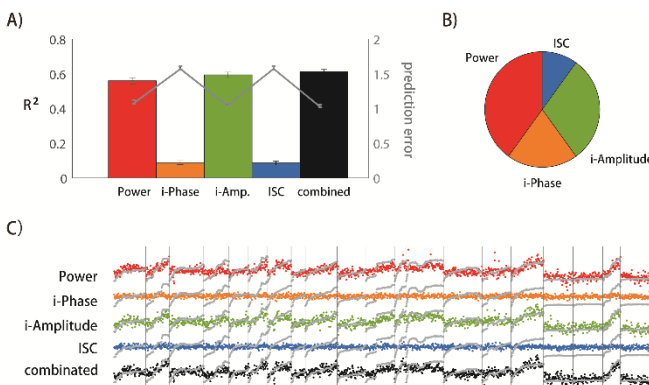 A)
0.8
0.6
0.4
0.2
0
R²
2
1.5
1
0.5
0
prediction error
Power
i-Phase
i-Amp.
ISC
combined
B)
Power
ISC
i-Amplitude
i-Phase
C)
Power
i-Phase
i-Amplitude
ISC
combinated